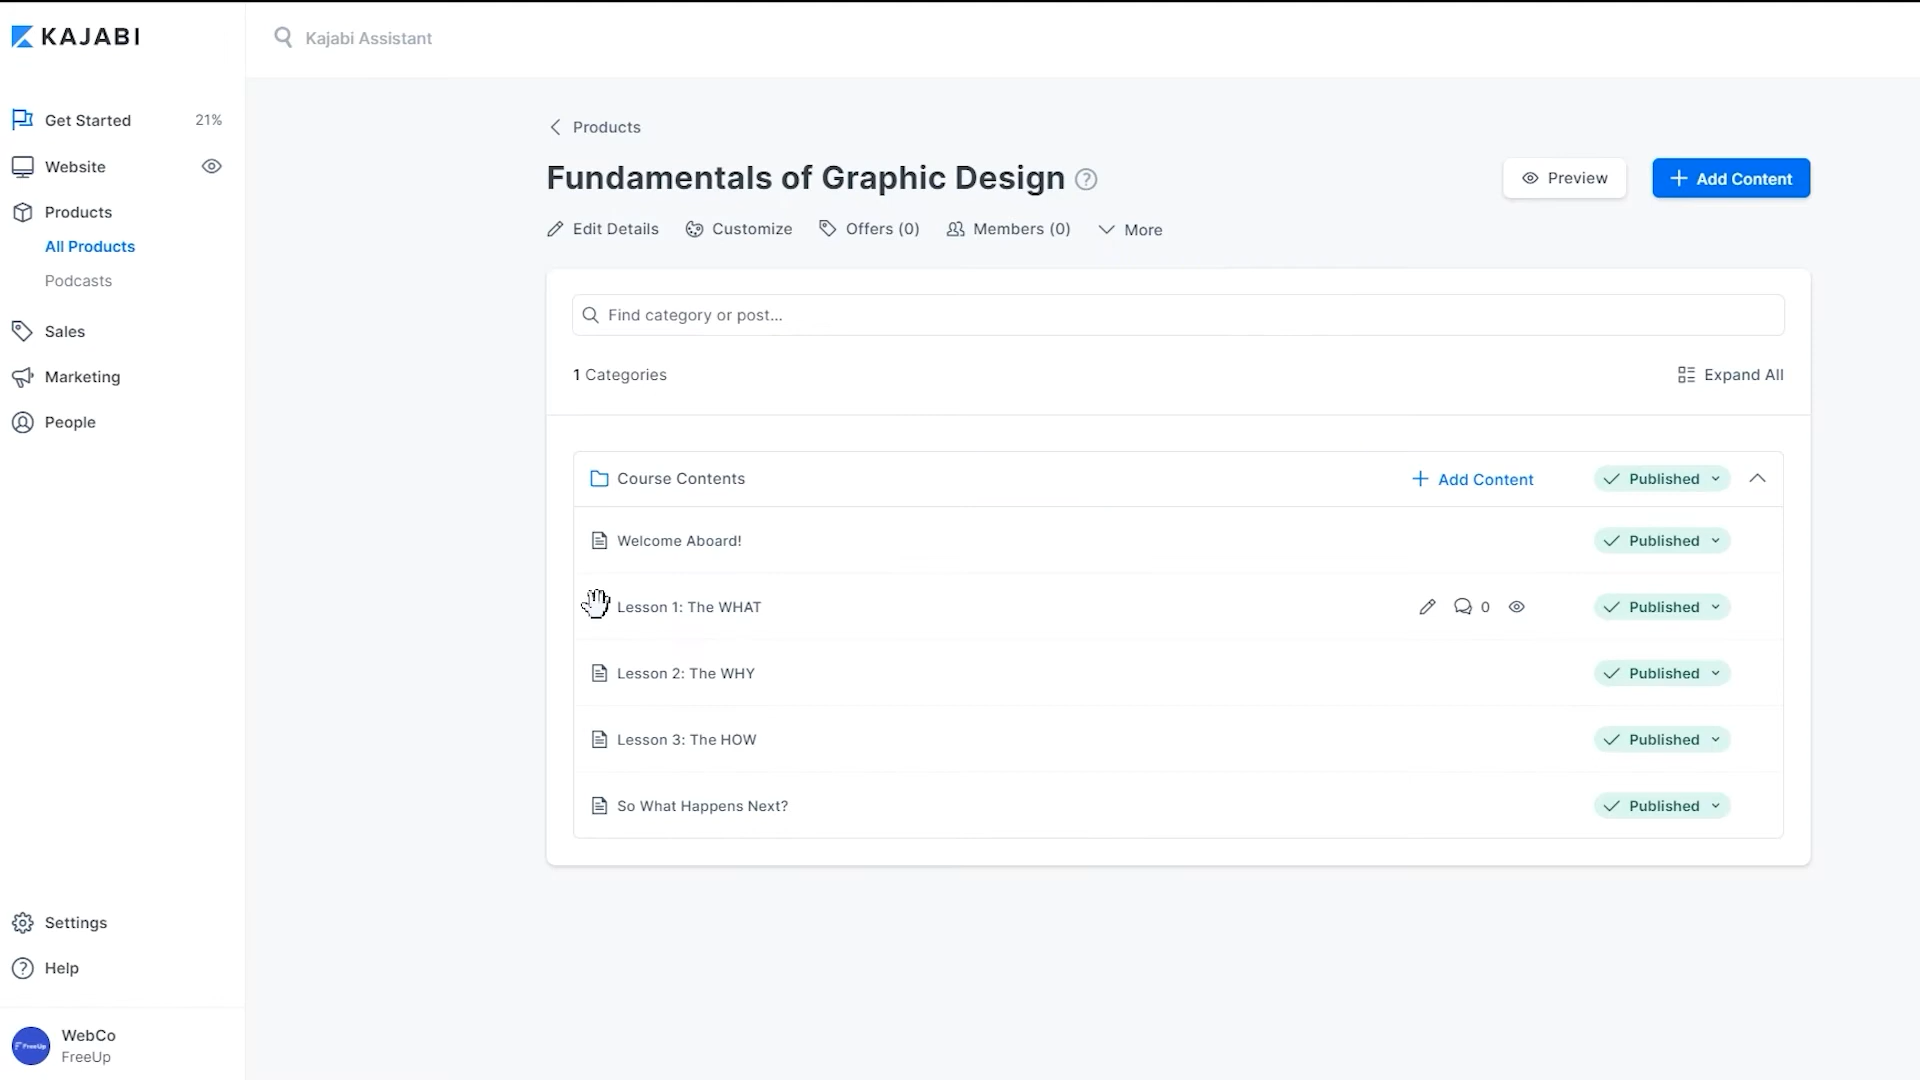 KAJABI
Kajabi Assistant
Get Started 21%
Website
Products
All Products
Podcasts
Sales
Marketing
People
Settings
Help
FreeUp
WebCo
FreeUp
Products
Fundamentals of Graphic Design ?
Preview
+ Add Content
Edit Details Customize Offers (0) Members (0) More
Find category or post...
1 Categories
Expand All
Course Contents + Add Content Published
Welcome Aboard! Published
Lesson 1: The WHAT 0 Published
Lesson 2: The WHY Published
Lesson 3: The HOW Published
So What Happens Next? Published